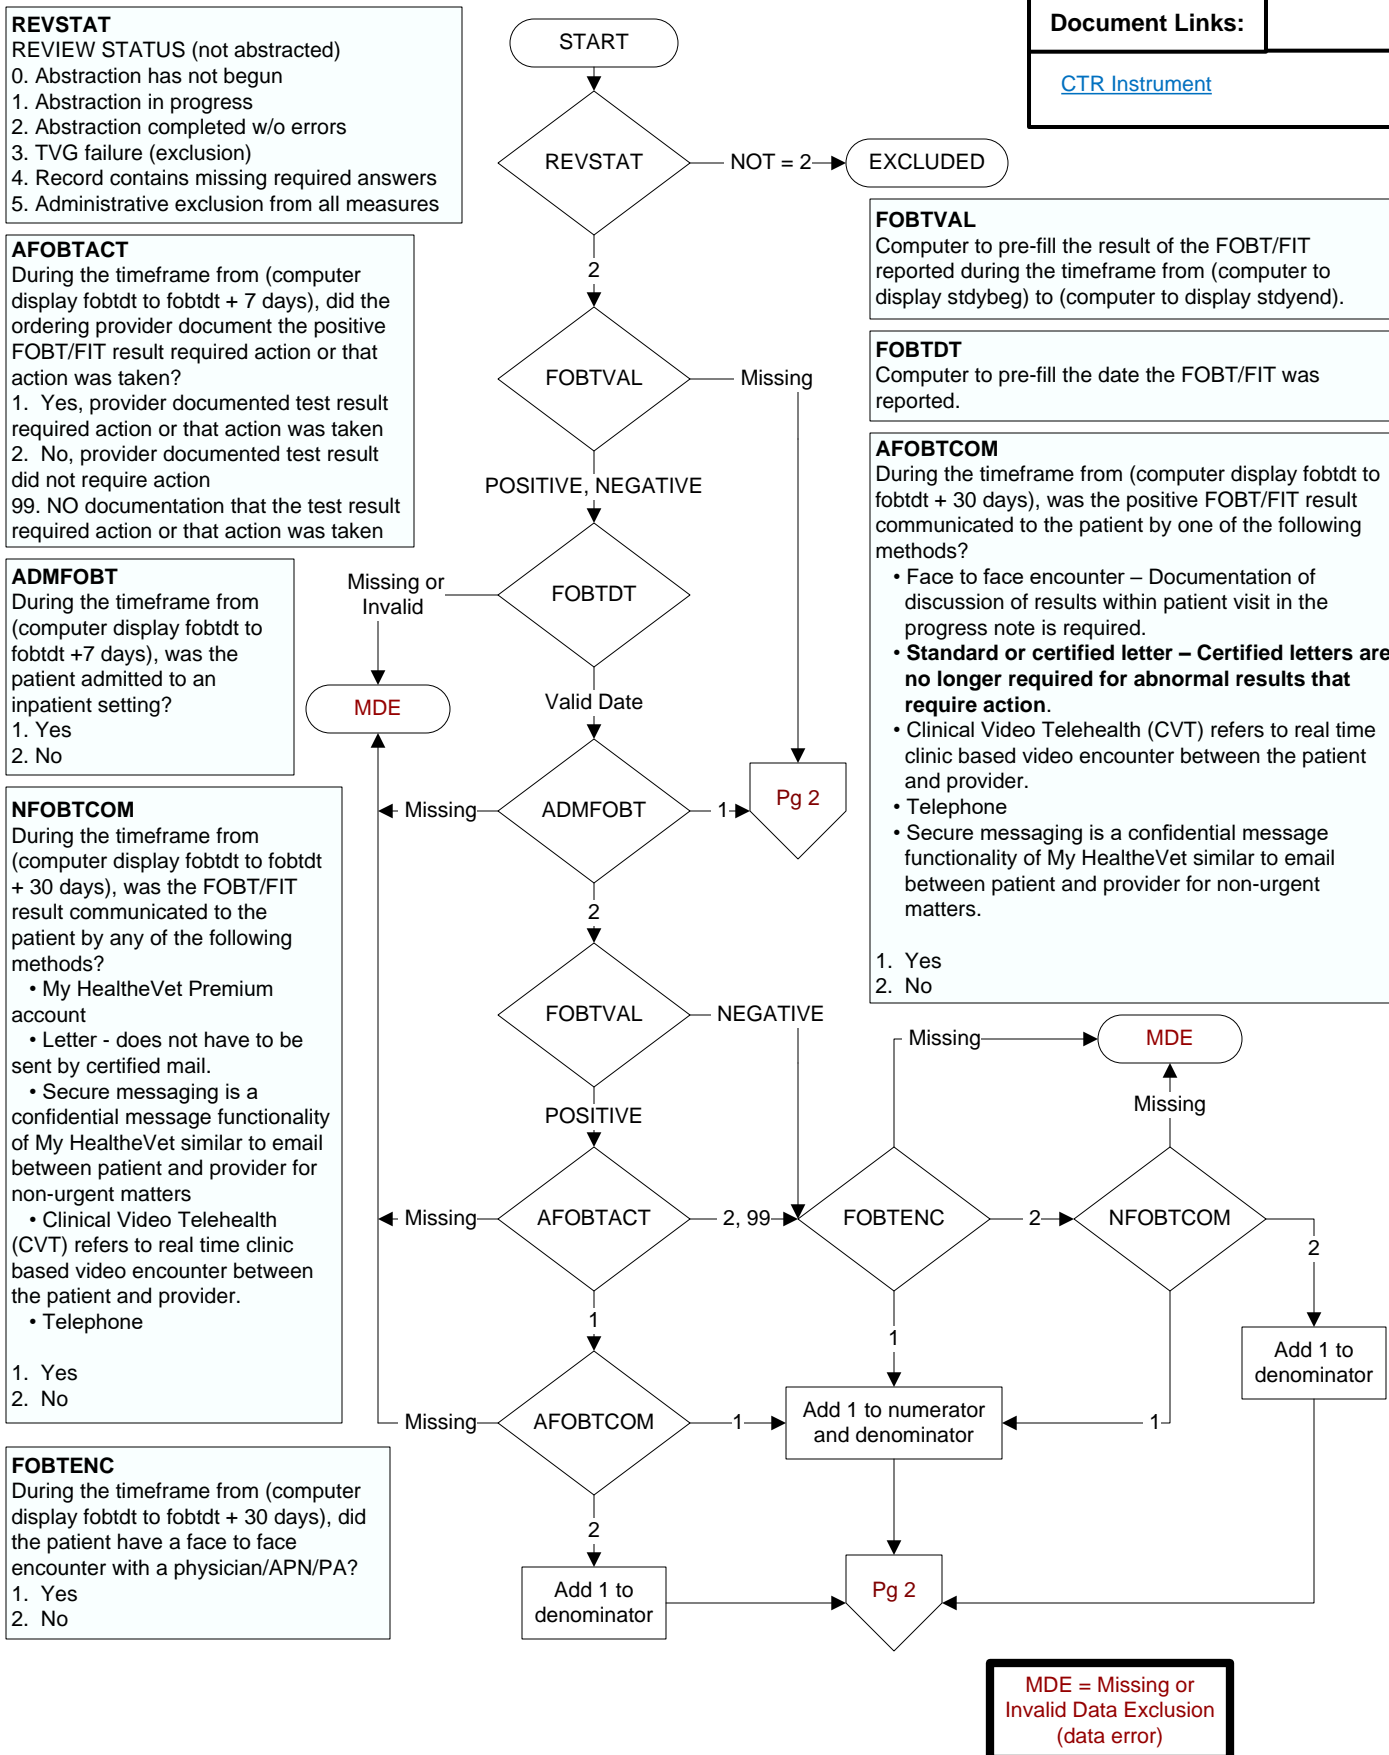 REVSTAT
REVIEW STATUS (not abstracted)
0. Abstraction has not begun
1. Abstraction in progress
2. Abstraction completed w/o errors
3. TVG failure (exclusion)
4. Record contains missing required answers
5. Administrative exclusion from all measures
START
Document Links:
CTR Instrument
REVSTAT
NOT = 2
EXCLUDED
2
AFOBTACT
During the timeframe from (computer
display fobtdt to fobtdt + 7 days), did the
ordering provider document the positive
FOBT/FIT result required action or that
action was taken?
1.  Yes, provider documented test result
required action or that action was taken
2.  No, provider documented test result
did not require action
99. NO documentation that the test result
required action or that action was taken
FOBTVAL
Missing
POSITIVE, NEGATIVE
FOBTVAL
Computer to pre-fill the result of the FOBT/FIT
reported during the timeframe from (computer to
display stdybeg) to (computer to display stdyend).
FOBTDT
Computer to pre-fill the date the FOBT/FIT was
reported.
AFOBTCOM
During the timeframe from (computer display fobtdt to
fobtdt + 30 days), was the positive FOBT/FIT result
communicated to the patient by one of the following
methods?
• Face to face encounter – Documentation of
discussion of results within patient visit in the
progress note is required.
• Standard or certified letter – Certified letters are
no longer required for abnormal results that
require action.
• Clinical Video Telehealth (CVT) refers to real time
clinic based video encounter between the patient
and provider.
• Telephone
• Secure messaging is a confidential message
functionality of My HealtheVet similar to email
between patient and provider for non-urgent
matters.
1.  Yes
2.  No
ADMFOBT
During the timeframe from
(computer display fobtdt to
fobtdt +7 days), was the
patient admitted to an
inpatient setting?
1. Yes
2. No
Missing or
Invalid
FOBTDT
MDE
Valid Date
Missing
ADMFOBT
1
Pg 2
2
NFOBTCOM
During the timeframe from
(computer display fobtdt to fobtdt
+ 30 days), was the FOBT/FIT
result communicated to the
patient by any of the following
methods?
• My HealtheVet Premium
account
• Letter - does not have to be
sent by certified mail.
• Secure messaging is a
confidential message functionality
of My HealtheVet similar to email
between patient and provider for
non-urgent matters
• Clinical Video Telehealth
(CVT) refers to real time clinic
based video encounter between
the patient and provider.
• Telephone
1.  Yes
2.  No
FOBTVAL
NEGATIVE
POSITIVE
Missing
MDE
Missing
Missing
AFOBTACT
2, 99
FOBTENC
2
NFOBTCOM
2
1
1
Add 1 to
denominator
Missing
AFOBTCOM
1
Add 1 to numerator
and denominator
1
2
FOBTENC
During the timeframe from (computer
display fobtdt to fobtdt + 30 days), did
the patient have a face to face
encounter with a physician/APN/PA?
1.  Yes
2.  No
Add 1 to
denominator
Pg 2
MDE = Missing or
Invalid Data Exclusion
(data error)